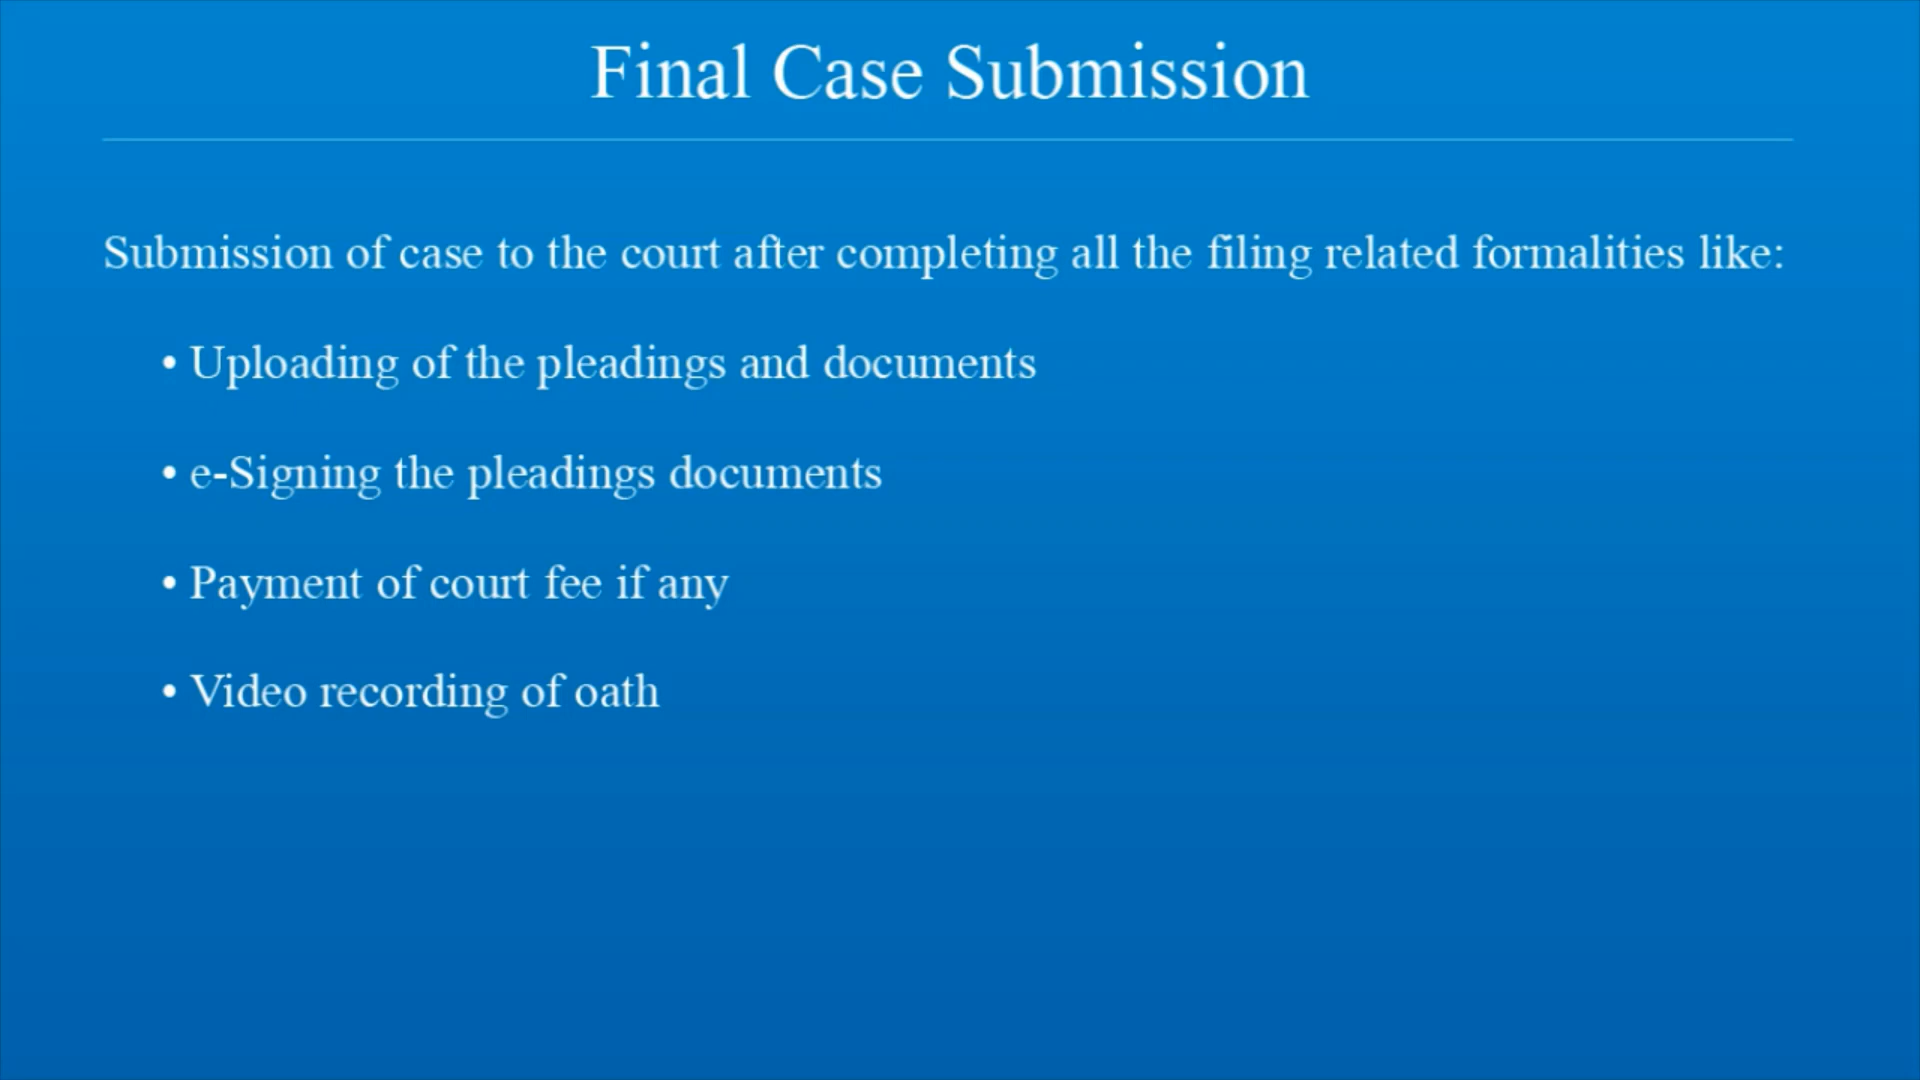 Final Case Submission
Submission of case to the court after completing all the filing related formalities like:
• Uploading of the pleadings and documents
• e-Signing the pleadings documents
• Payment of court fee if any
• Video recording of oath